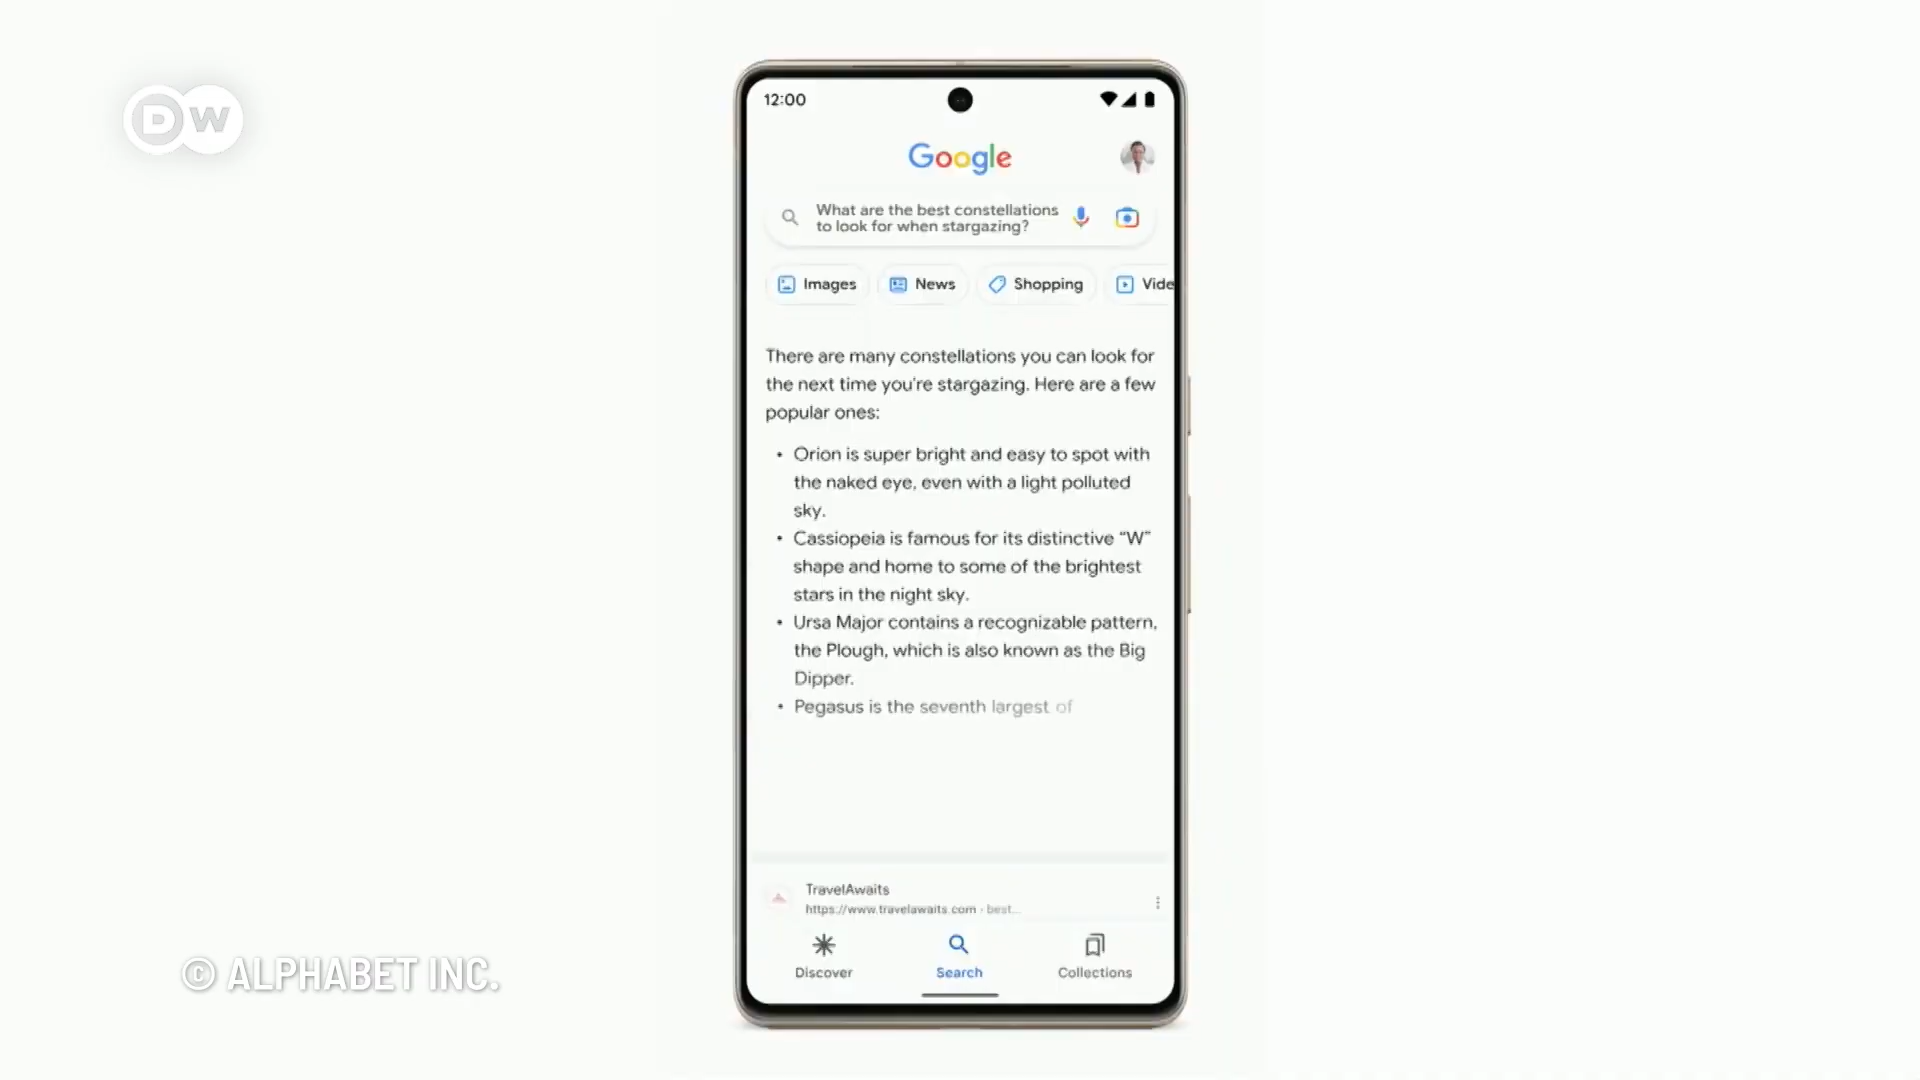 DW
12:00
Google
What are the best constellations
to look for when stargazing?
Images News Shopping Vide
There are many constellations you can look for
the next time you're stargazing. Here are a few
popular ones:
• Orion is super bright and easy to spot with
the naked eye, even with a light polluted
sky.
• Cassiopeia is famous for its distinctive “W”
shape and home to some of the brightest
stars in the night sky.
• Ursa Major contains a recognizable pattern,
the Plough, which is also known as the Big
Dipper.
• Pegasus is the seventh largest of
TravelAwaits
https://www.travelawaits.com › best...
Discover Search Collections
© ALPHABET INC.